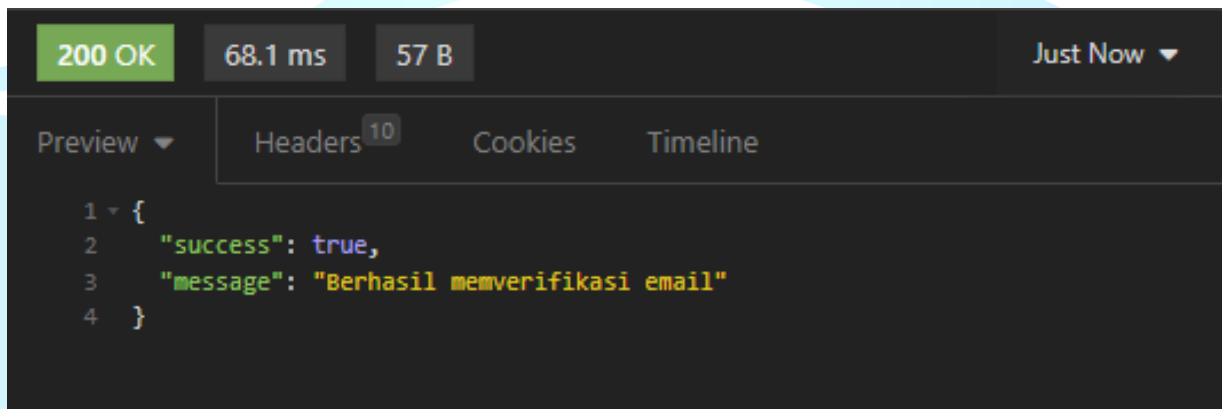 200 OK 68.1 ms 57 B Just Now
Preview Headers 10 Cookies Timeline
1 {
2 "success": true,
3 "message": "Berhasil memverifikasi email"
4 }